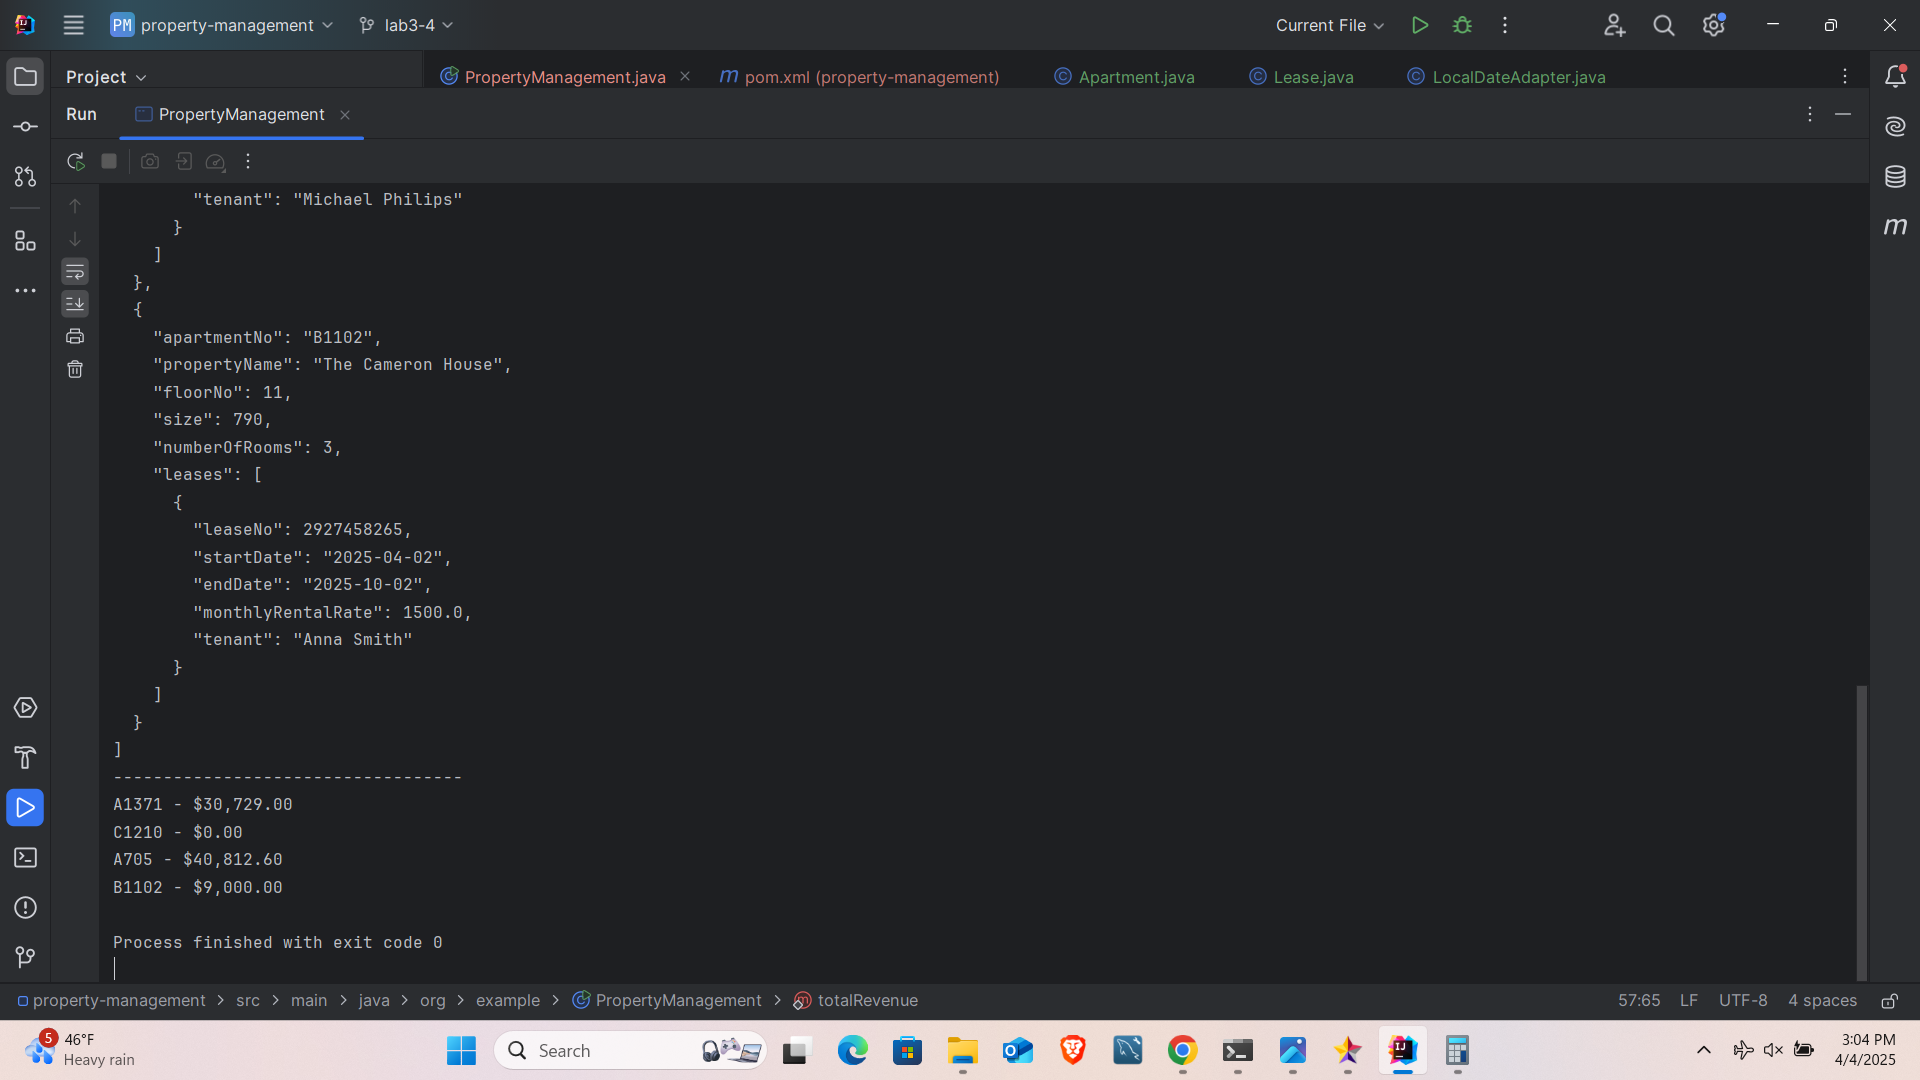 PM property-management lab3-4 Current File
Project PropertyManagement.java pom.xml (property-management) Apartment.java Lease.java LocalDateAdapter.java
Run PropertyManagement
"tenant": "Michael Philips"
}
]
},
{
"apartmentNo": "B1102",
"propertyName": "The Cameron House",
"floorNo": 11,
"size": 790,
"numberOfRooms": 3,
"leases": [
{
"leaseNo": 2927458265,
"startDate": "2025-04-02",
"endDate": "2025-10-02",
"monthlyRentalRate": 1500.0,
"tenant": "Anna Smith"
}
]
}
]
-----------------------------------
A1371 - $30,729.00
C1210 - $0.00
A705 - $40,812.60
B1102 - $9,000.00
Process finished with exit code 0
property-management > src > main > java > org > example > PropertyManagement > totalRevenue 57:65 LF UTF-8 4 spaces
5 46°F
Heavy rain
Search
3:04 PM
4/4/2025